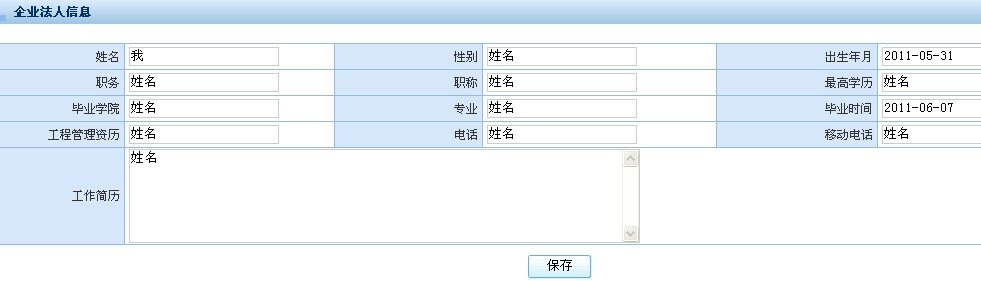 企业法人信息
姓名 我 性别 姓名 出生年月 2011-05-31
职务 姓名 职称 姓名 最高学历 姓名
毕业学院 姓名 专业 姓名 毕业时间 2011-06-07
工程管理资历 姓名 电话 姓名 移动电话 姓名
工作简历 姓名
保存